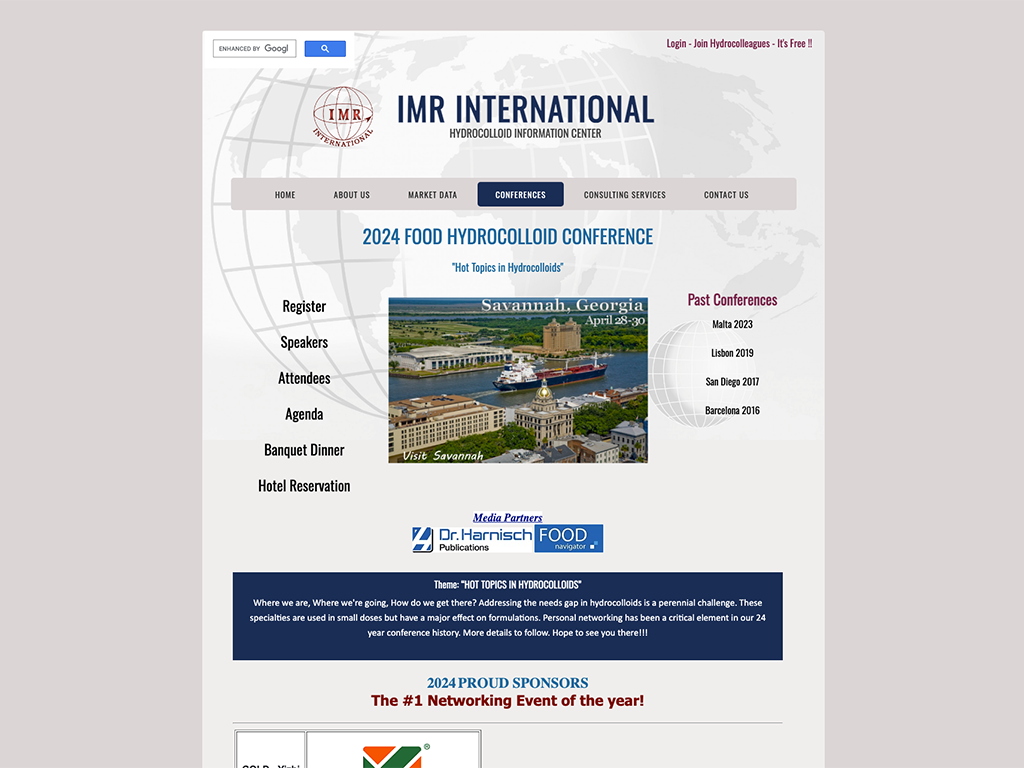 ENHANCED BY Googl
Login - Join Hydrocolleagues - It's Free !!
IMR
INTERNATIONAL
IMR INTERNATIONAL
HYDROCOLLOID INFORMATION CENTER
HOME ABOUT US MARKET DATA CONFERENCES CONSULTING SERVICES CONTACT US
2024 FOOD HYDROCOLLOID CONFERENCE
"Hot Topics in Hydrocolloids"
Register
Speakers
Attendees
Agenda
Banquet Dinner
Hotel Reservation
Savannah, Georgia
April 28-30
Visit Savannah
Past Conferences
Malta 2023
Lisbon 2019
San Diego 2017
Barcelona 2016
Media Partners
Dr. Harnisch
Publications
FOOD
navigator
Theme: "HOT TOPICS IN HYDROCOLLOIDS"
Where we are, Where we're going, How do we get there? Addressing the needs gap in hydrocolloids is a perennial challenge. These
specialties are used in small doses but have a major effect on formulations. Personal networking has been a critical element in our 24
year conference history. More details to follow. Hope to see you there!!!
2024 PROUD SPONSORS
The #1 Networking Event of the year!
®